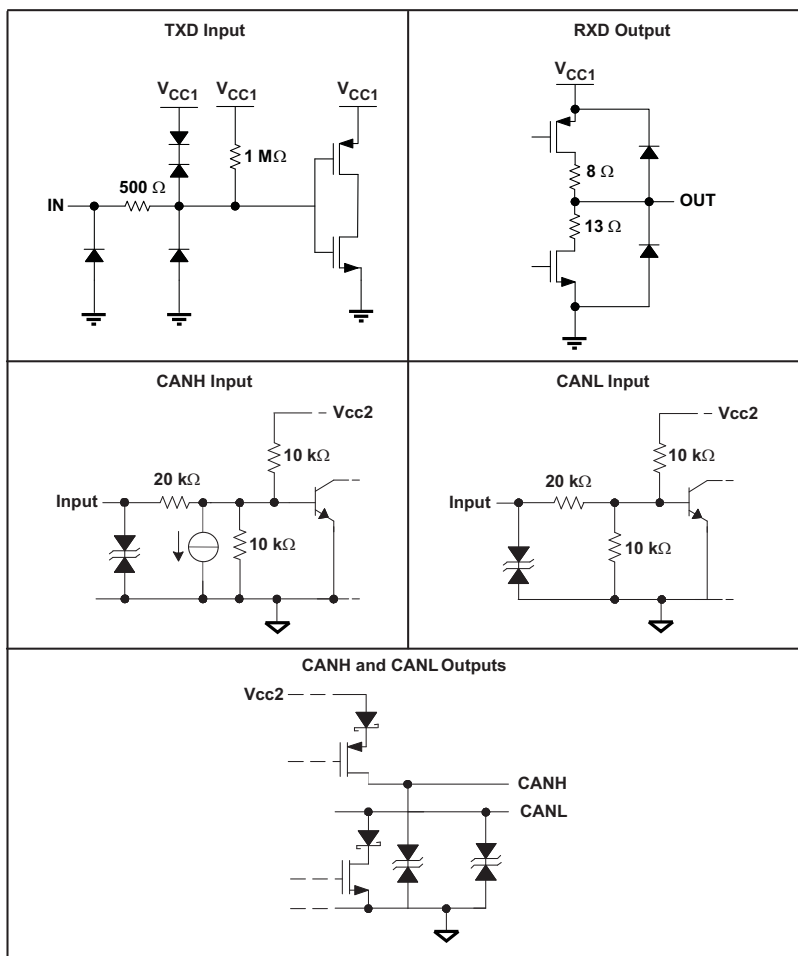 TXD Input
VCC1 VCC1 VCC1
1 MΩ
500 Ω
IN
RXD Output
VCC1
8 Ω
OUT
13 Ω
CANH Input
Vcc2
10 kΩ
20 kΩ
Input
10 kΩ
CANL Input
Vcc2
10 kΩ
20 kΩ
Input
10 kΩ
CANH and CANL Outputs
Vcc2
CANH
CANL